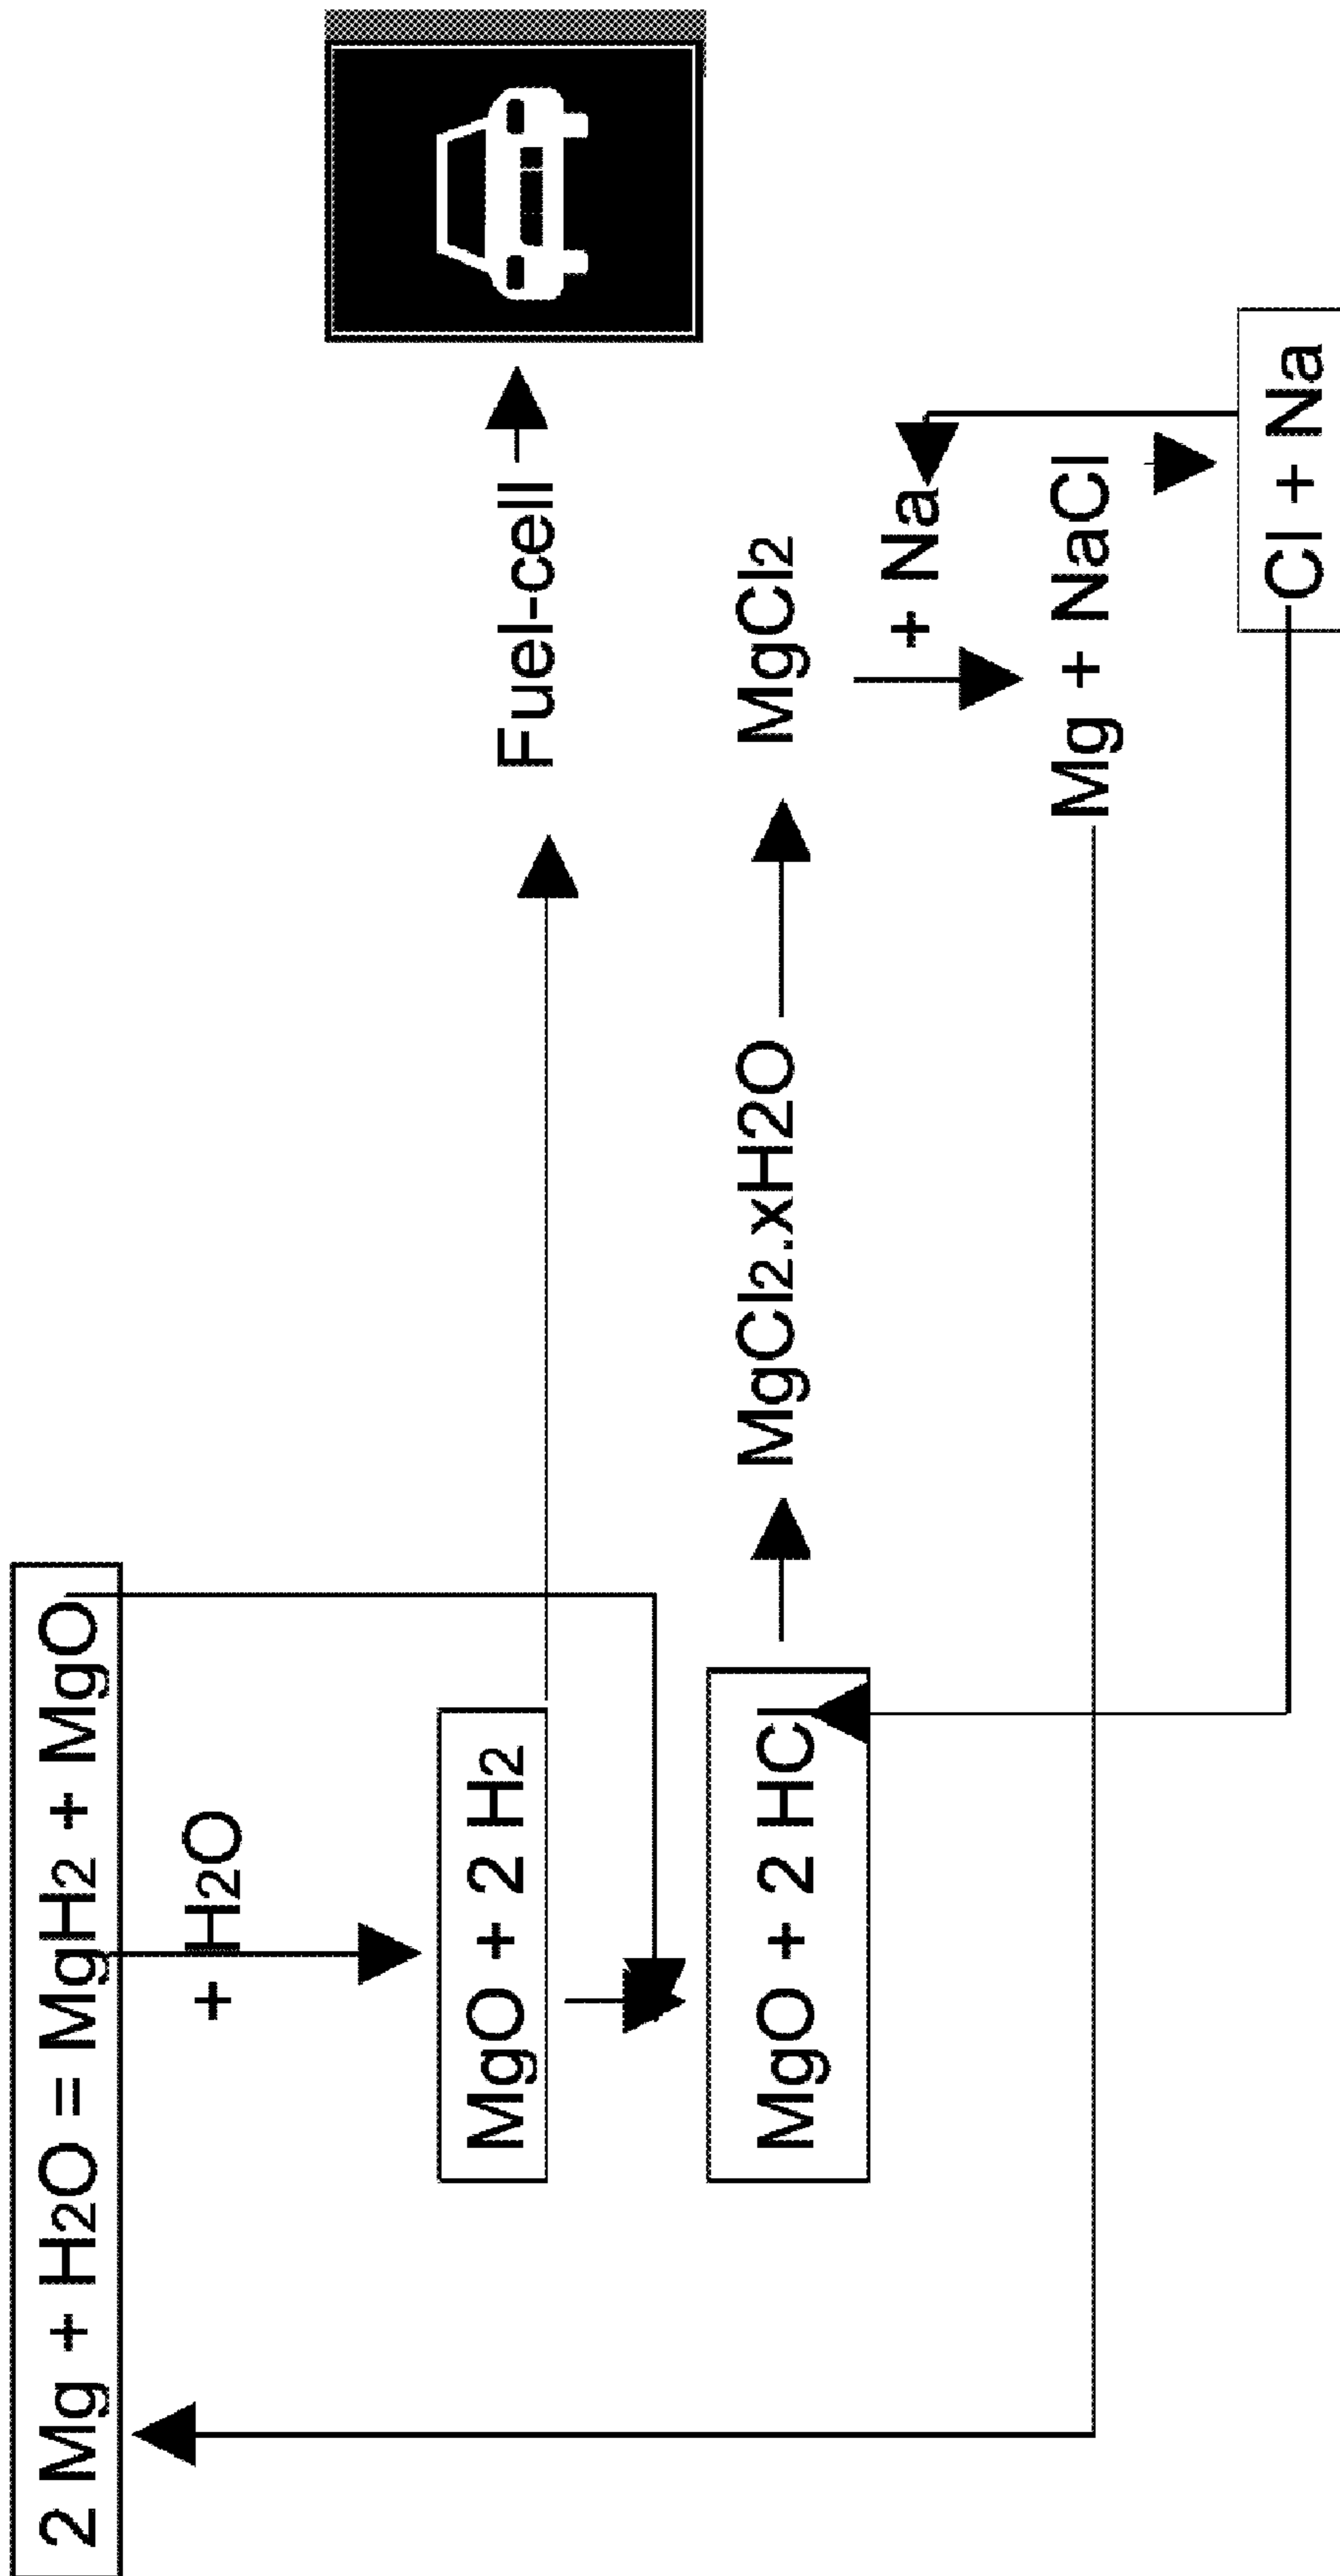 2 Mg + H2O = MgH2 + MgO
+ H2O
MgO + 2 H2
Fuel-cell
MgO + 2 HCl
MgCl2.xH2O
MgCl2
+ Na
Mg + NaCl
Cl + Na